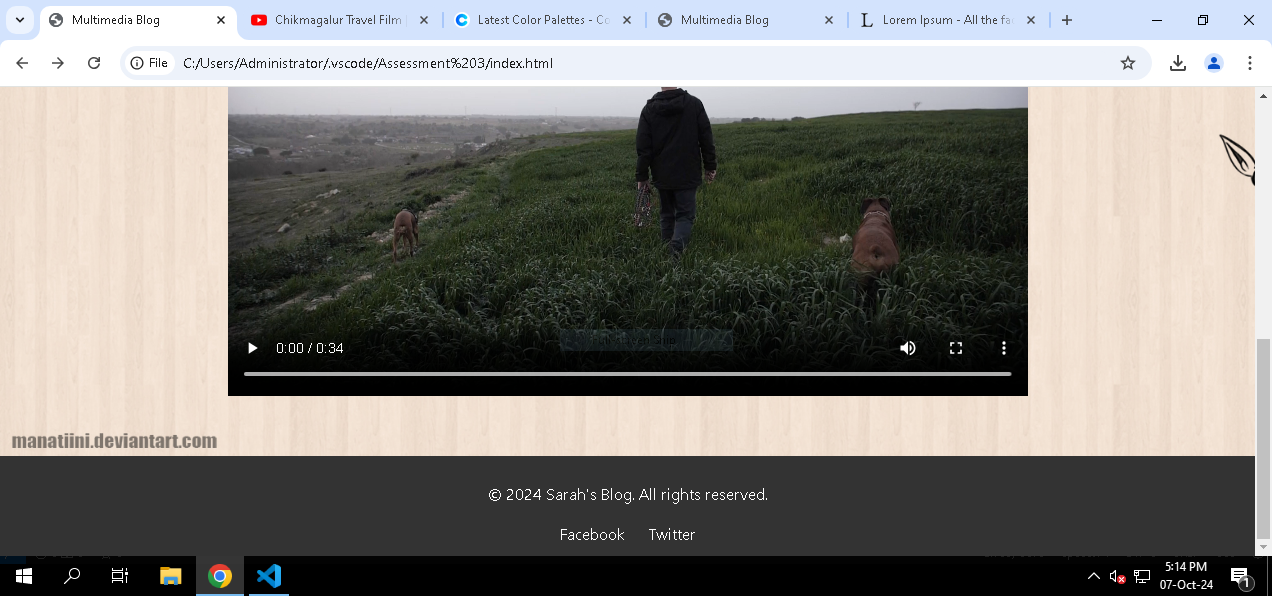 Multimedia Blog
Chikmagalur Travel Film
Latest Color Palettes - Co
Multimedia Blog
Lorem Ipsum - All the fac
File
C:/Users/Administrator/.vscode/Assessment%203/index.html
0:00 / 0:34
manatiini.deviantart.com
© 2024 Sarah's Blog. All rights reserved.
Facebook Twitter
5:14 PM
07-Oct-24
1